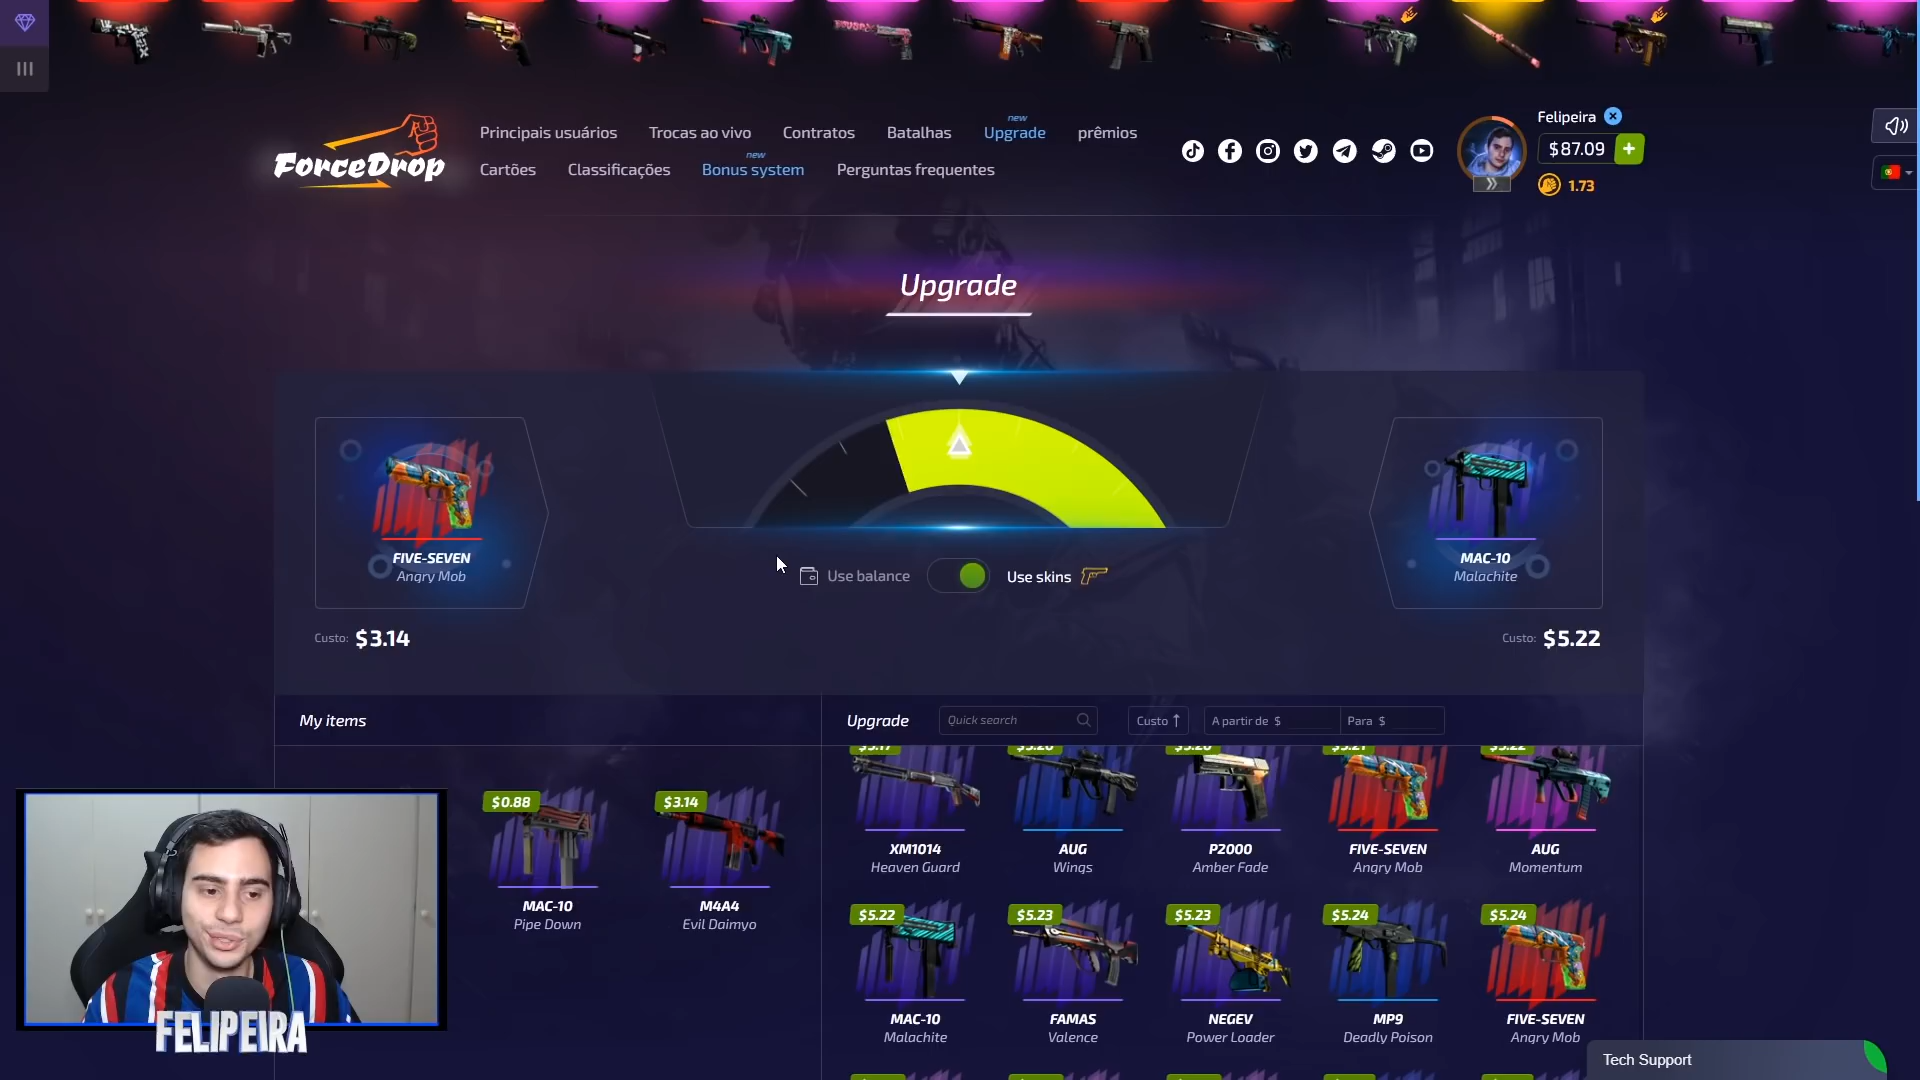 ForceDrop
Principais usuários
Trocas ao vivo
Contratos
Batalhas
new
Upgrade
prêmios
Cartões
Classificações
new
Bonus system
Perguntas frequentes
Felipeira
$87.09 +
1.73
Upgrade
FIVE-SEVEN
Angry Mob
Custo: $3.14
Use balance
Use skins
MAC-10
Malachite
Custo: $5.22
My items
Upgrade
Quick search
Custo
A partir de $
Para $
$0.88
MAC-10
Pipe Down
$3.14
M4A4
Evil Daimyo
XM1014
Heaven Guard
AUG
Wings
P2000
Amber Fade
FIVE-SEVEN
Angry Mob
AUG
Momentum
$5.22
MAC-10
Malachite
$5.23
FAMAS
Valence
$5.23
NEGEV
Power Loader
$5.24
MP9
Deadly Poison
$5.24
FIVE-SEVEN
Angry Mob
FELIPEIRA
Tech Support